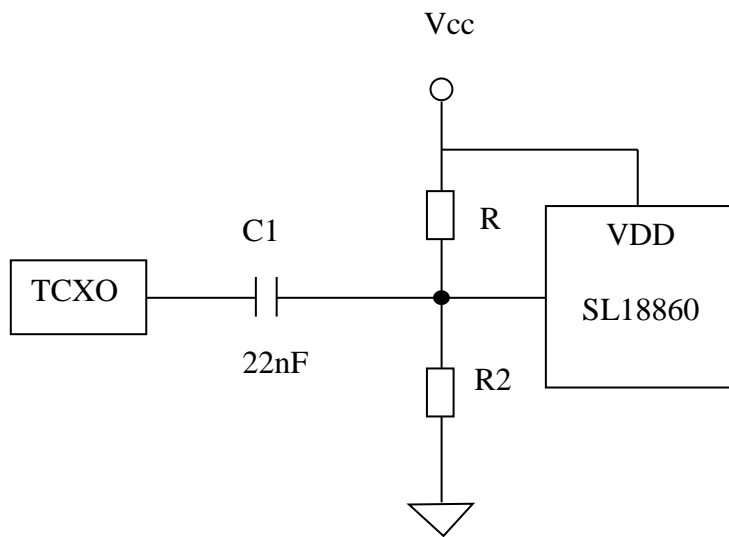 Vcc
R
C1
VDD
TCXO
SL18860
22nF
R2